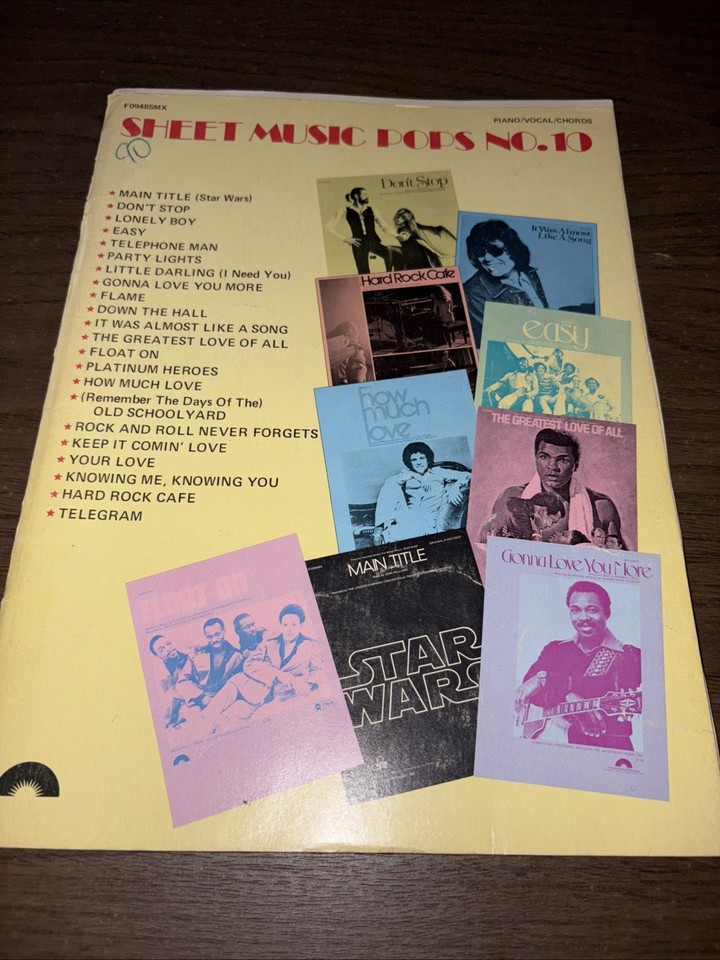 F0948SMX
PIANO/VOCAL/CHORDS
SHEET MUSIC POPS NO.10
★ MAIN TITLE (Star Wars)
★ DON'T STOP
★ LONELY BOY
★ EASY
★ TELEPHONE MAN
★ PARTY LIGHTS
★ LITTLE DARLING (I Need You)
★ GONNA LOVE YOU MORE
★ FLAME
★ DOWN THE HALL
★ IT WAS ALMOST LIKE A SONG
★ THE GREATEST LOVE OF ALL
★ FLOAT ON
★ PLATINUM HEROES
★ HOW MUCH LOVE
★ (Remember The Days Of The)
OLD SCHOOLYARD
★ ROCK AND ROLL NEVER FORGETS
★ KEEP IT COMIN' LOVE
★ YOUR LOVE
★ KNOWING ME, KNOWING YOU
★ HARD ROCK CAFE
★ TELEGRAM
Don't Stop
It Was Almost
Like A Song
Hard Rock Cafe
easy
how
much
love
THE GREATEST LOVE OF ALL
FLOAT ON
MAIN TITLE
STAR
WARS
Gonna Love You More